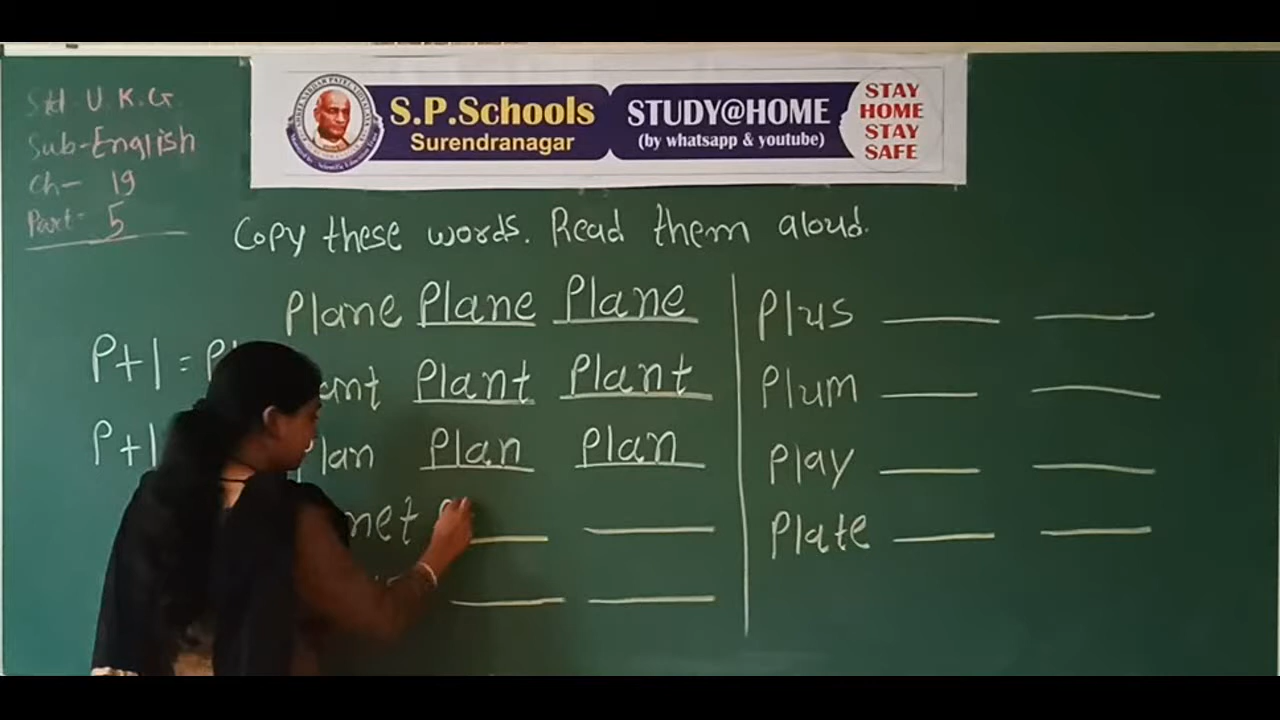 Std. U.K.G.
Sub-English
Ch- 19
Part- 5
S.P.Schools
Surendranagar
STUDY@HOME
(by whatsapp & youtube)
STAY
HOME
STAY
SAFE
Copy these words. Read them aloud.
Plane Plane Plane
Plant Plant
Plan Plan Plan
P+l =
P+l
Plus
Plum
Play
Plate